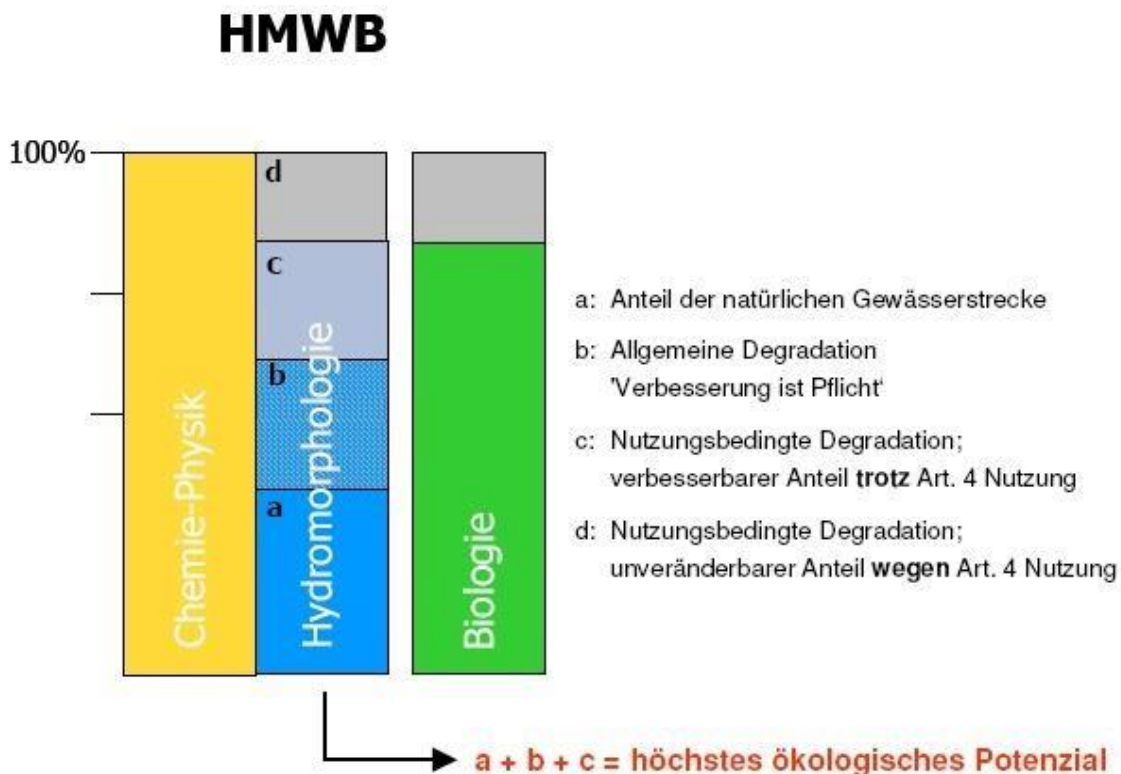 HMWB
100%
d
c
b
a
Chemie-Physik
Hydromorphologie
Biologie
a: Anteil der natürlichen Gewässerstrecke
b: Allgemeine Degradation
'Verbesserung ist Pflicht'
c: Nutzungsbedingte Degradation;
verbesserbarer Anteil trotz Art. 4 Nutzung
d: Nutzungsbedingte Degradation;
unveränderbarer Anteil wegen Art. 4 Nutzung
a + b + c = höchstes ökologisches Potenzial